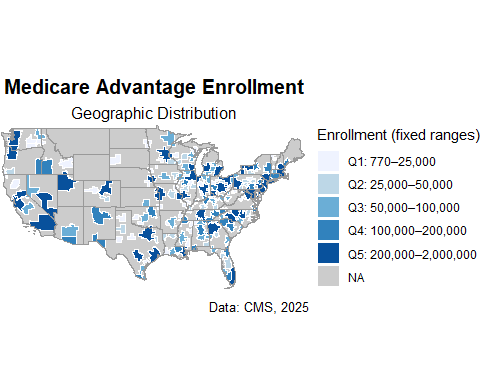 Medicare Advantage Enrollment
Geographic Distribution
Enrollment (fixed ranges)
Q1: 770–25,000
Q2: 25,000–50,000
Q3: 50,000–100,000
Q4: 100,000–200,000
Q5: 200,000–2,000,000
NA
Data: CMS, 2025